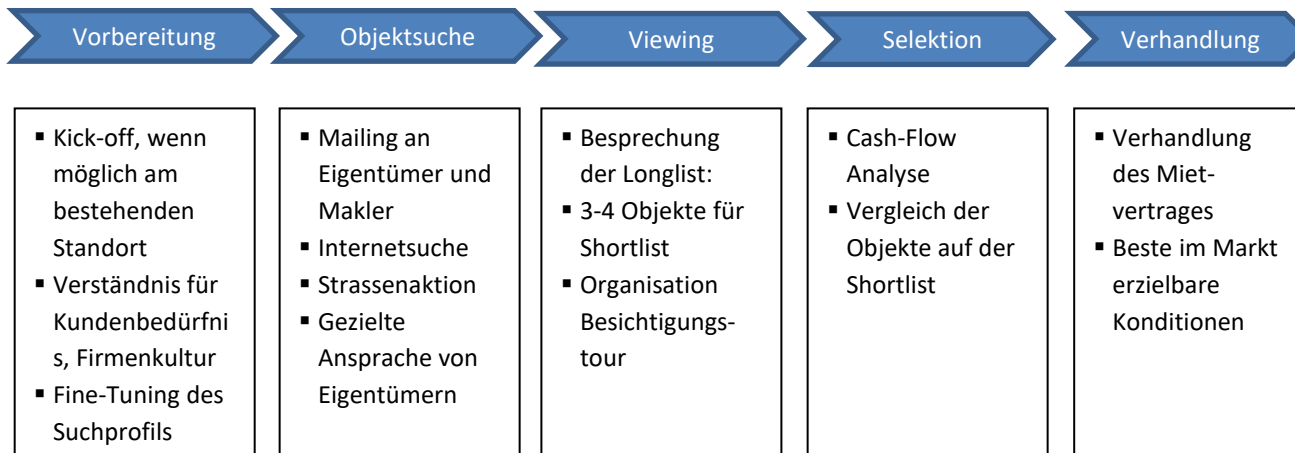 Vorbereitung
Objektsuche
Viewing
Selektion
Verhandlung
▪ Kick-off, wenn
möglich am
bestehenden
Standort
▪ Verständnis für
Kundenbedürfni
s, Firmenkultur
▪ Fine-Tuning des
Suchprofils
▪ Mailing an
Eigentümer und
Makler
▪ Internetsuche
▪ Strassenaktion
▪ Gezielte
Ansprache von
Eigentümern
▪ Besprechung
der Longlist:
▪ 3-4 Objekte für
Shortlist
▪ Organisation
Besichtigungs-
tour
▪ Cash-Flow
Analyse
▪ Vergleich der
Objekte auf der
Shortlist
▪ Verhandlung
des Miet-
vertrages
▪ Beste im Markt
erzielbare
Konditionen